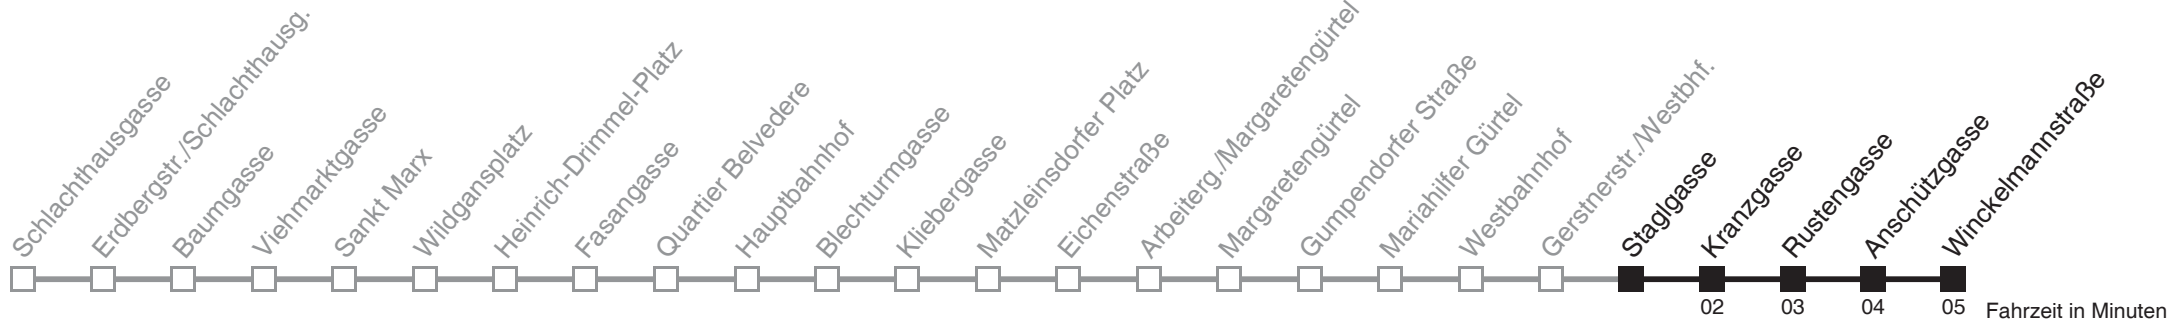 Schlachthausgasse
Erdbergstr./Schlachthausg.
Baumgasse
Viehmarktgasse
Sankt Marx
Wildgansplatz
Heinrich-Drimmel-Platz
Fasangasse
Quartier Belvedere
Hauptbahnhof
Blechturmgasse
Kliebergasse
Matzleinsdorfer Platz
Eichenstraße
Arbeiterg./Margaretengürtel
Margaretengürtel
Gumpendorfer Straße
Mariahilfer Gürtel
Westbahnhof
Gerstnerstr./Westbhf.
Staglgasse
Kranzgasse
Rustengasse
Anschützgasse
Winckelmannstraße
02 03 04 05 Fahrzeit in Minuten